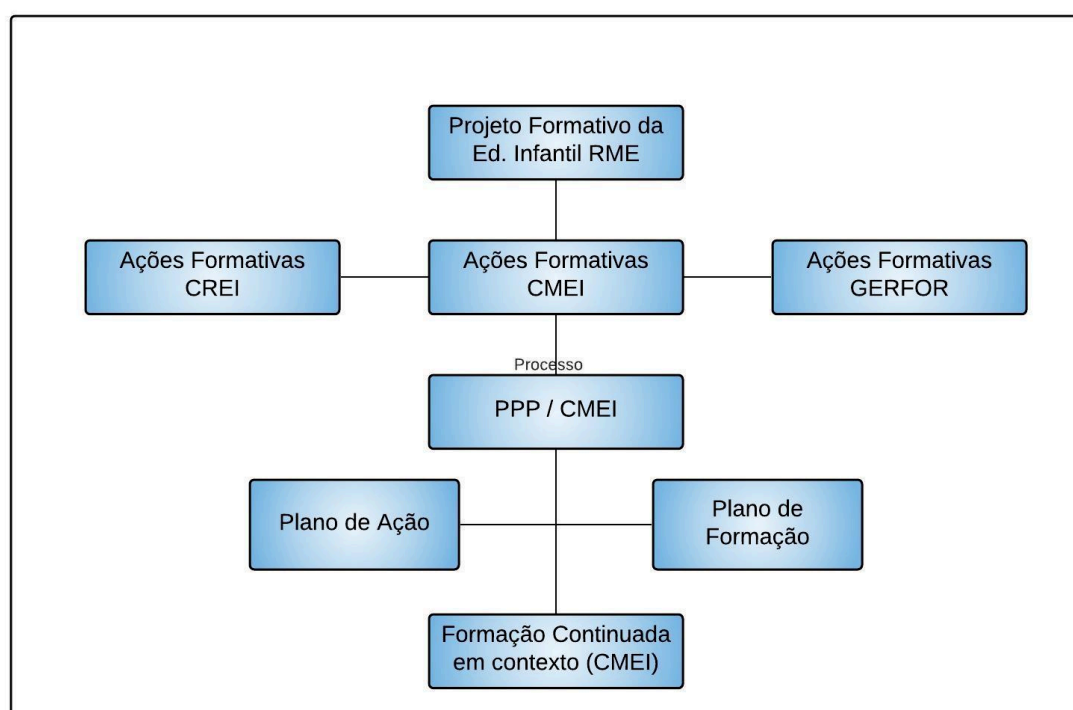 Projeto Formativo da
Ed. Infantil RME
Ações Formativas
CREI
Ações Formativas
CMEI
Ações Formativas
GERFOR
Processo
PPP / CMEI
Plano de Ação
Plano de
Formação
Formação Continuada
em contexto (CMEI)